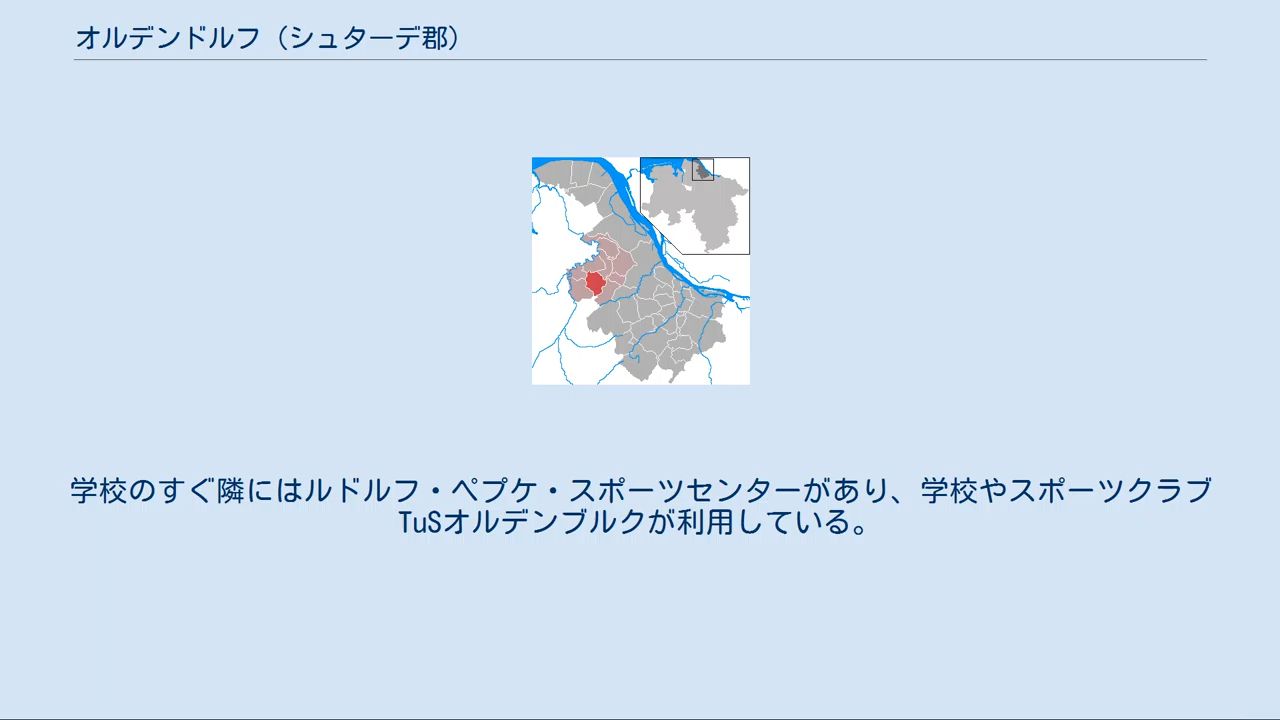 オルデンドルフ（シュターデ郡）
学校のすぐ隣にはルドルフ・ペプケ・スポーツセンターがあり、学校やスポーツクラブ
TuSオルデンブルクが利用している。